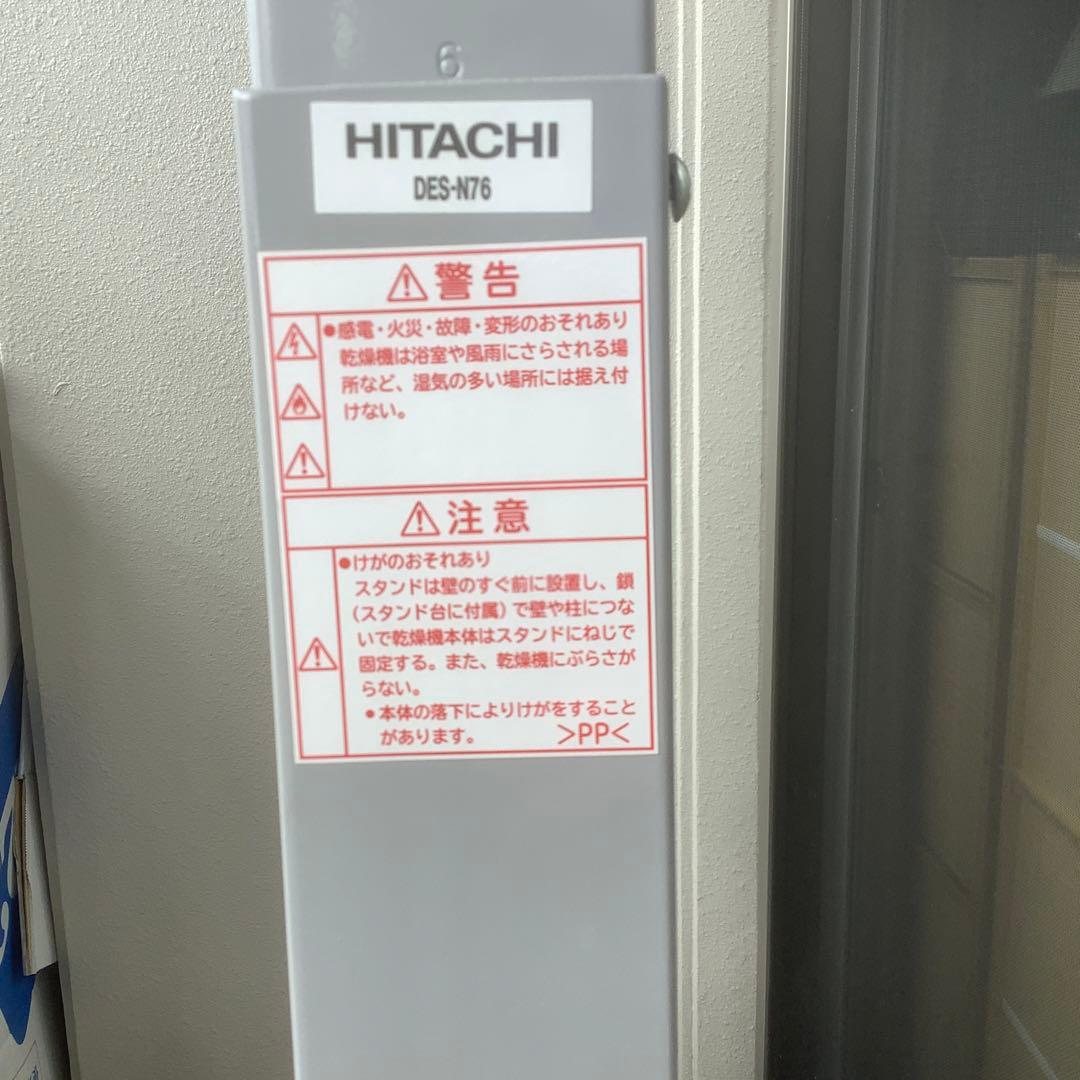 6
HITACHI
DES-N76
警告
●感電・火災・故障・変形のおそれあり
乾燥機は浴室や風雨にさらされる場
所など、湿気の多い場所には据え付
けない。
注意
●けがのおそれあり
スタンドは壁のすぐ前に設置し、鎖
(スタンド台に付属)で壁や柱につな
いで乾燥機本体はスタンドにねじで
固定する。また、乾燥機にぶらさが
らない。
●本体の落下によりけがをすること
があります。 >PP<